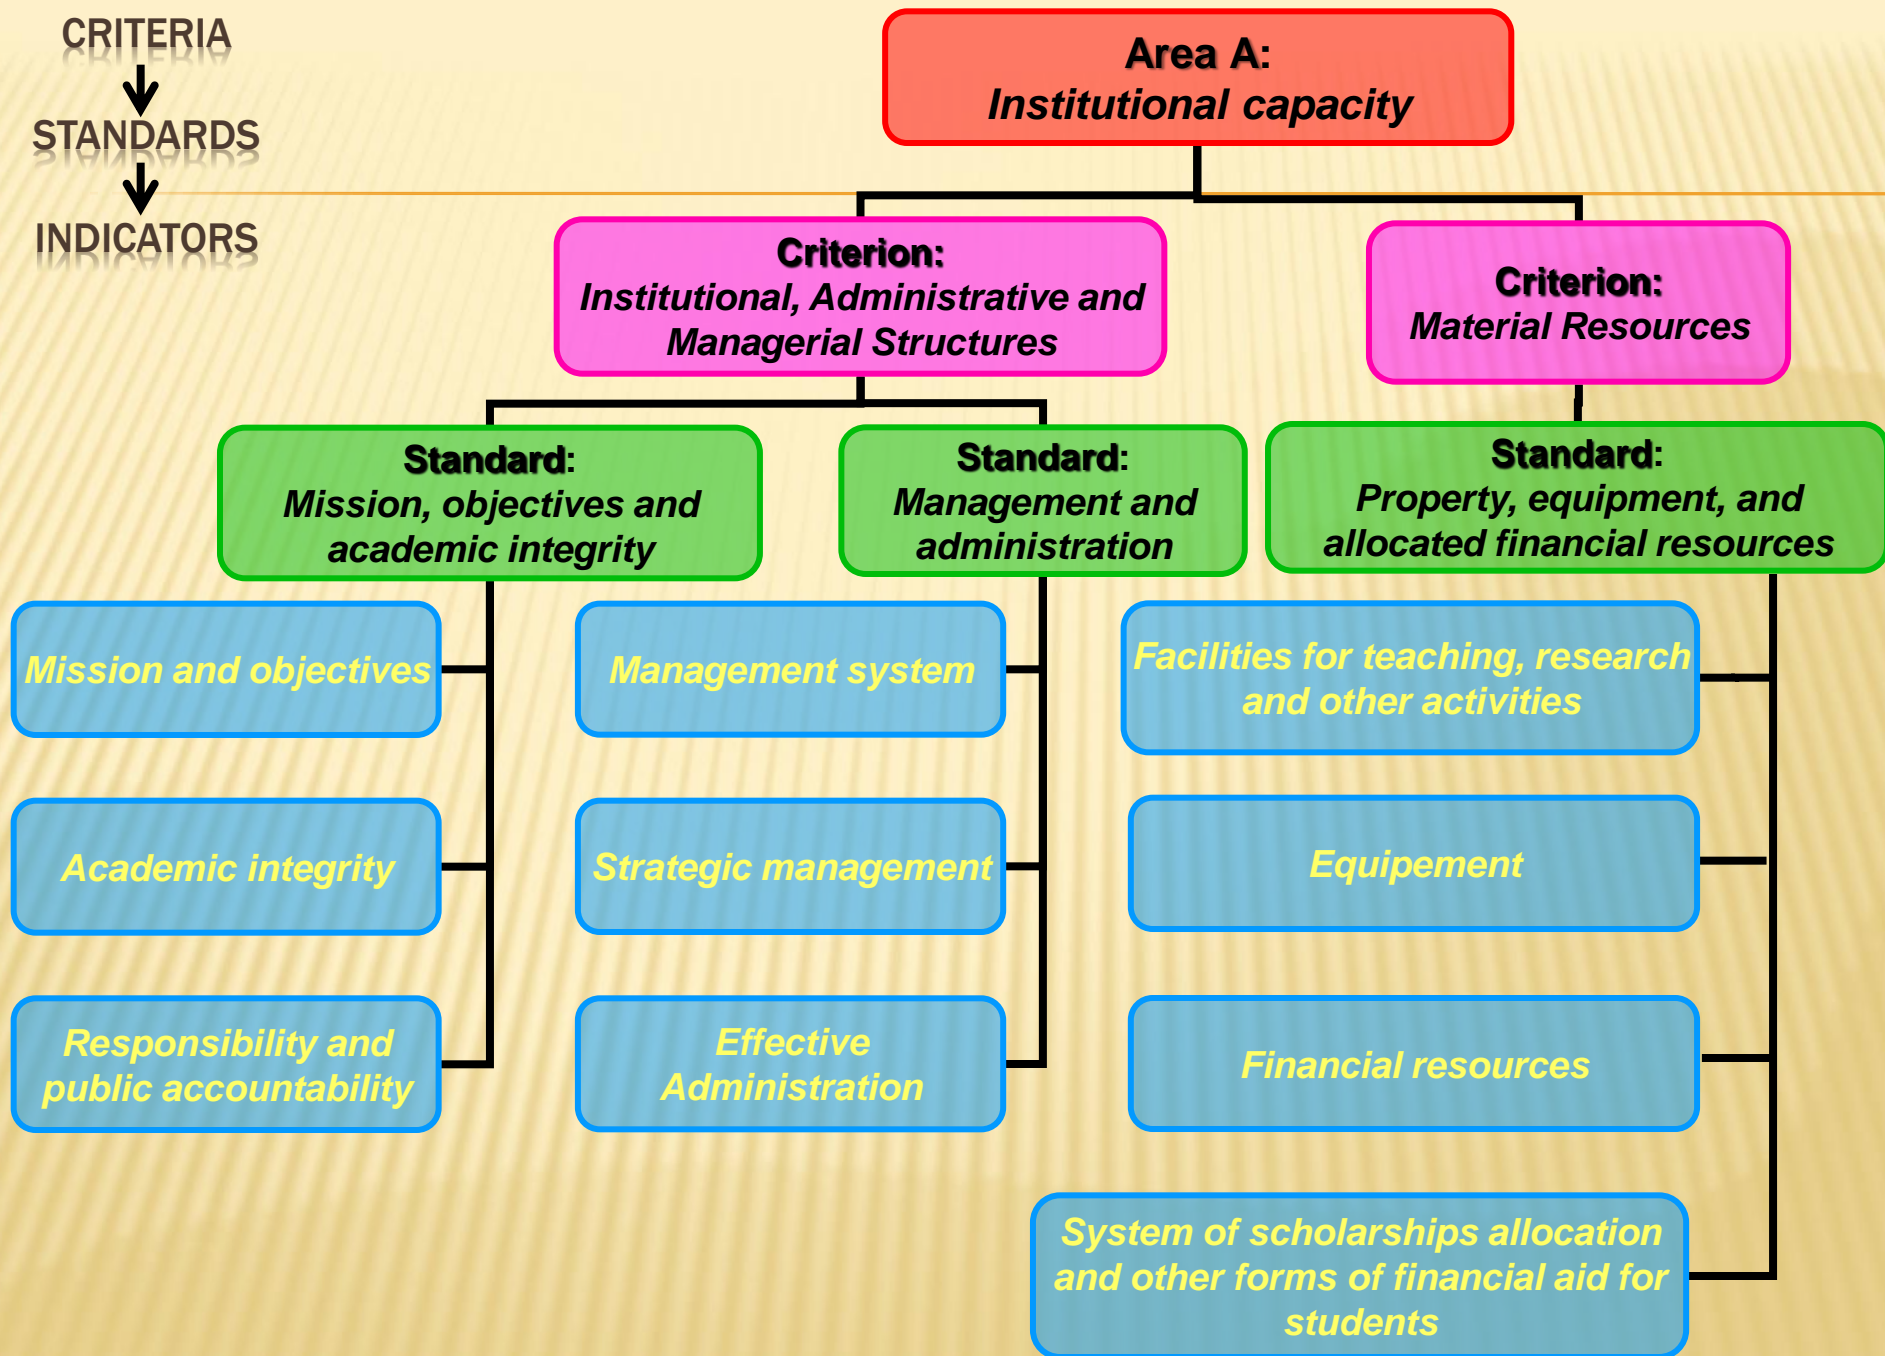 CRITERIA
STANDARDS
INDICATORS
Area A:
Institutional capacity
Criterion:
Institutional, Administrative and
Managerial Structures
Criterion:
Material Resources
Standard:
Mission, objectives and
academic integrity
Standard:
Management and
administration
Standard:
Property, equipment, and
allocated financial resources
Mission and objectives
Management system
Facilities for teaching, research
and other activities
Academic integrity
Strategic management
Equipement
Responsibility and
public accountability
Effective
Administration
Financial resources
System of scholarships allocation
and other forms of financial aid for
students